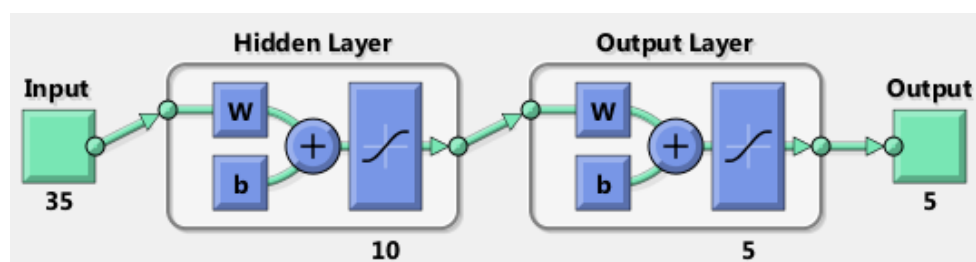 Hidden Layer Output Layer
Input Output
W W
b b
35 10 5 5